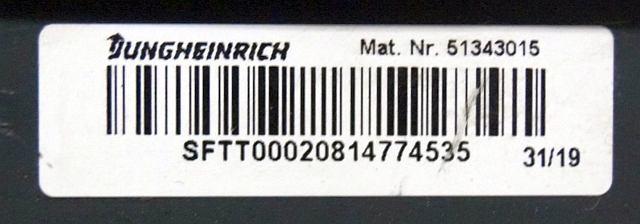 JUNGHEINRICH Mat. Nr. 51343015
SFTT00020814774535
31/19